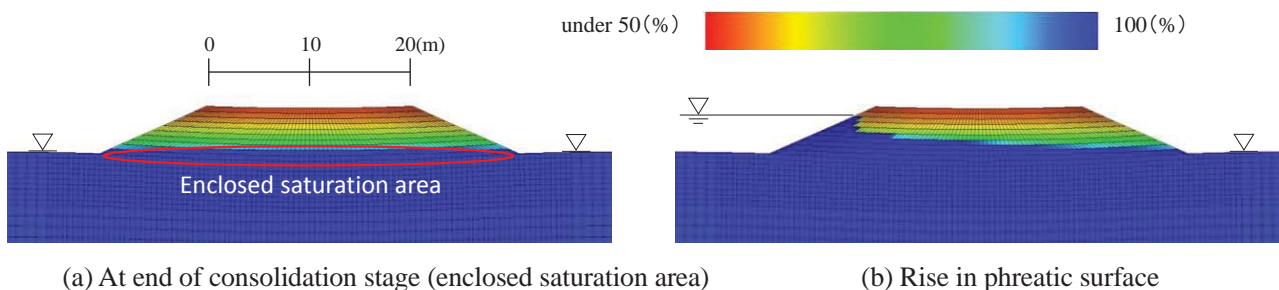 under 50(%)
100(%)
0 10 20(m)
Enclosed saturation area
(a) At end of consolidation stage (enclosed saturation area)
(b) Rise in phreatic surface